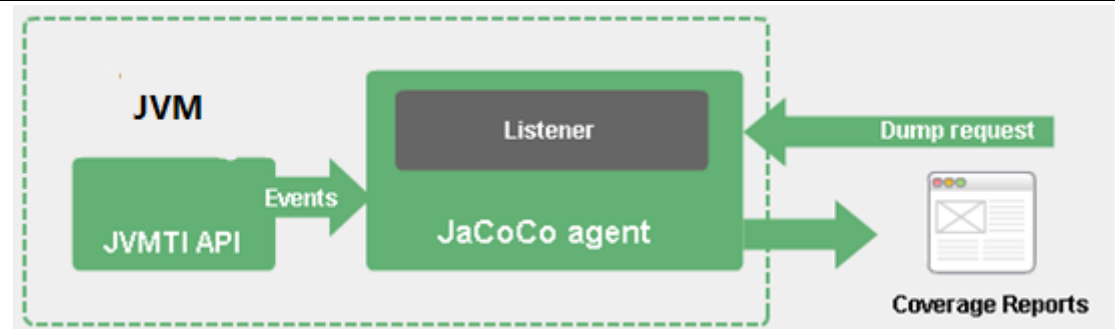 JVM
Listener
Dump request
Events
JVMTI API
JaCoCo agent
Coverage Reports